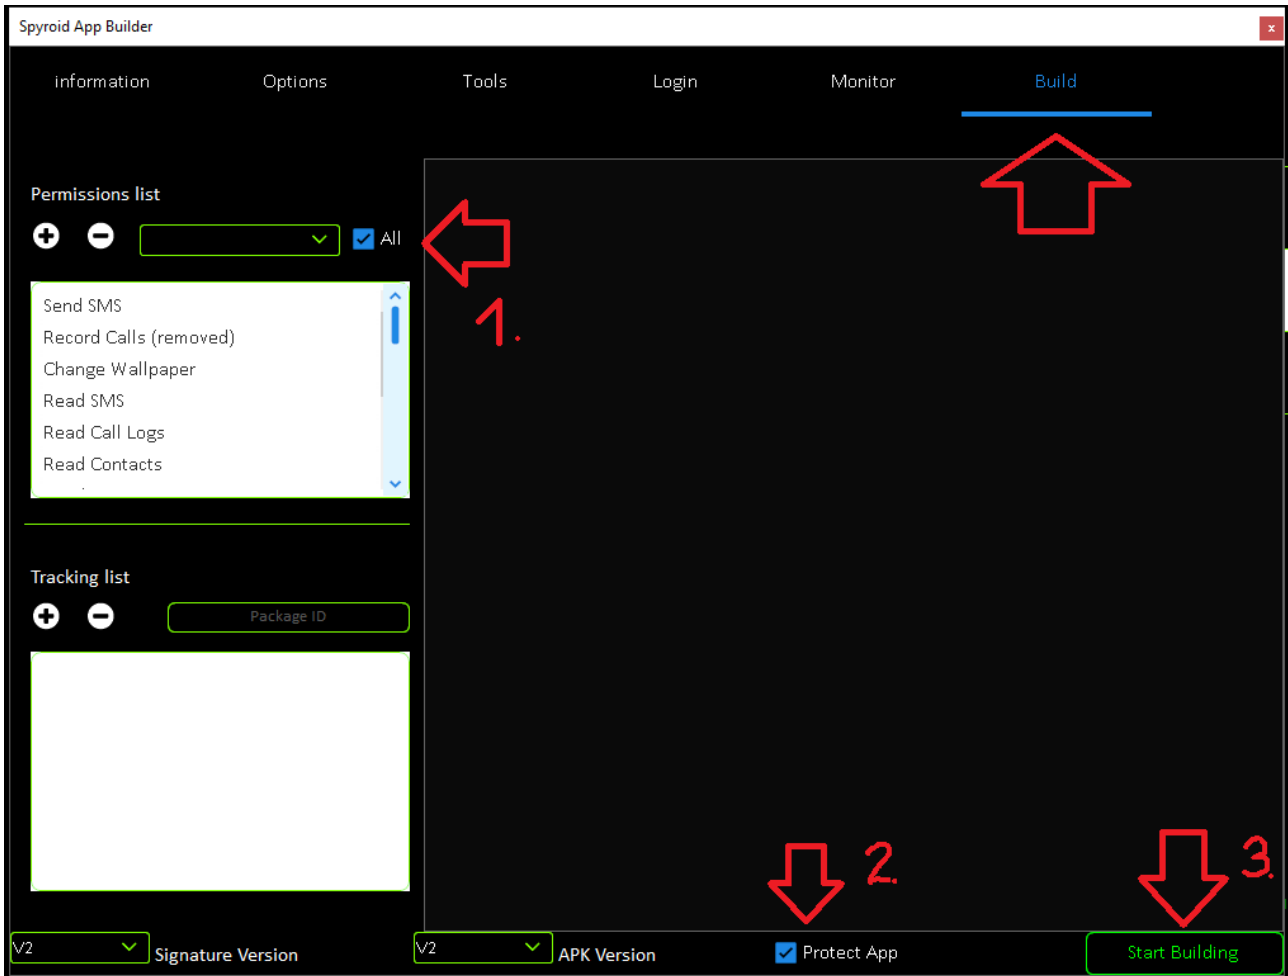 Spyroid App Builder
x
information Options Tools Login Monitor Build
Permissions list
All
1.
Send SMS
Record Calls (removed)
Change Wallpaper
Read SMS
Read Call Logs
Read Contacts
Tracking list
Package ID
2.
3.
V2 Signature Version V2 APK Version Protect App Start Building